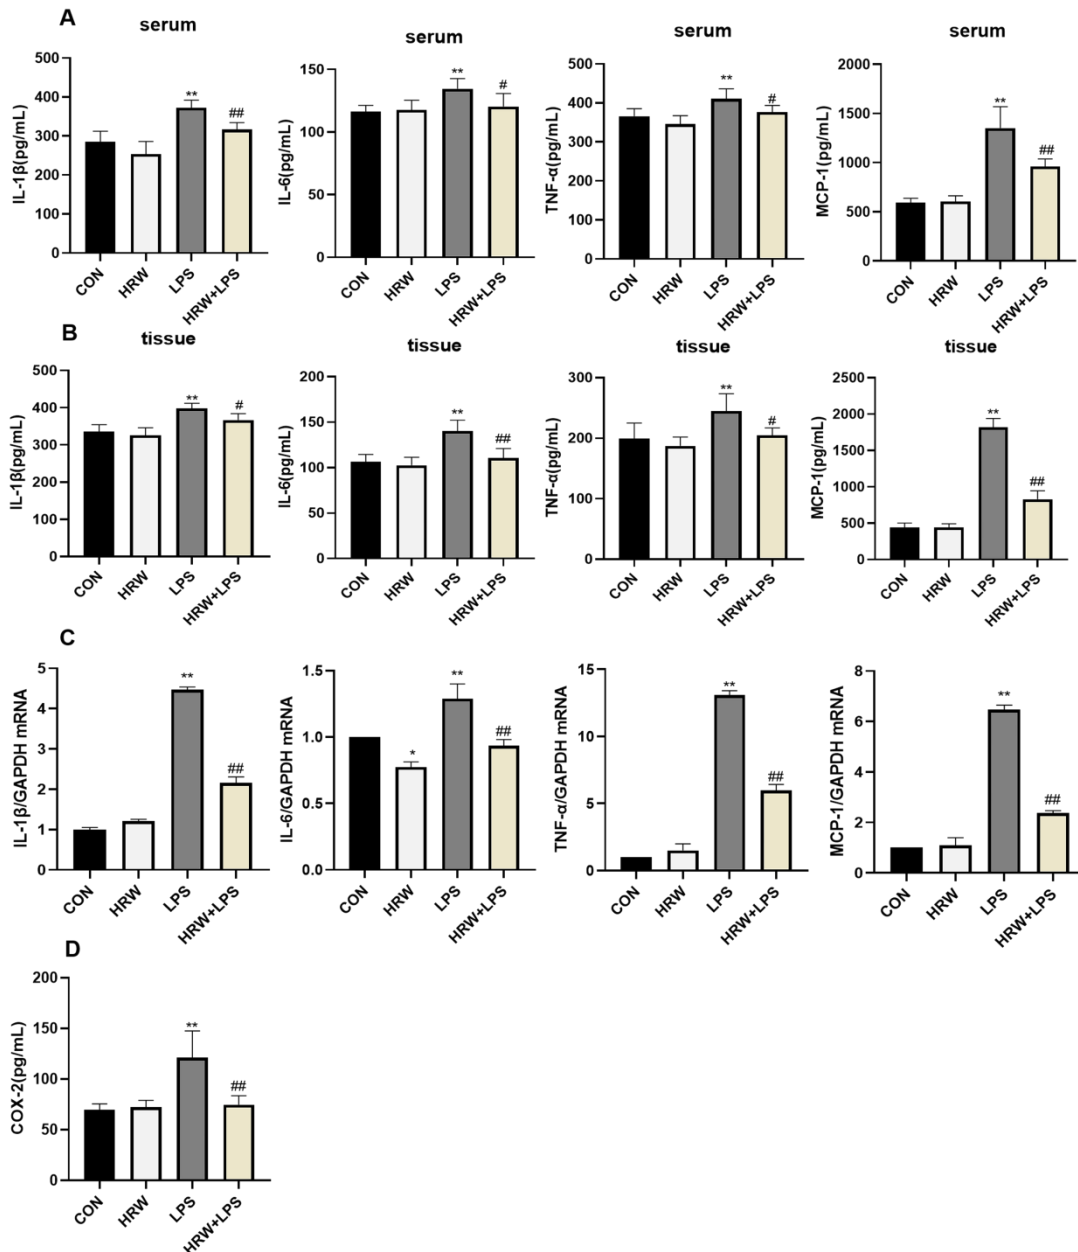 A
serum
serum
serum
serum
IL-1β(pg/mL)
500
400
300
200
100
0
**
##
CON
HRW
LPS
HRW+LPS
IL-6(pg/mL)
150
100
50
0
**
#
CON
HRW
LPS
HRW+LPS
TNF-α(pg/mL)
500
400
300
200
100
0
**
#
CON
HRW
LPS
HRW+LPS
MCP-1(pg/mL)
2000
1500
1000
500
0
**
##
CON
HRW
LPS
HRW+LPS
B
tissue
tissue
tissue
tissue
IL-1β(pg/mL)
500
400
300
200
100
0
**
#
CON
HRW
LPS
HRW+LPS
IL-6(pg/mL)
200
150
100
50
0
**
##
CON
HRW
LPS
HRW+LPS
TNF-α(pg/mL)
300
200
100
0
**
#
CON
HRW
LPS
HRW+LPS
MCP-1(pg/mL)
2500
2000
1500
1000
500
0
**
##
CON
HRW
LPS
HRW+LPS
C
IL-1β/GAPDH mRNA
5
4
3
2
1
0
**
##
CON
HRW
LPS
HRW+LPS
IL-6/GAPDH mRNA
1.5
1.0
0.5
0.0
*
**
##
CON
HRW
LPS
HRW+LPS
TNF-α/GAPDH mRNA
15
10
5
0
**
##
CON
HRW
LPS
HRW+LPS
MCP-1/GAPDH mRNA
8
6
4
2
0
**
##
CON
HRW
LPS
HRW+LPS
D
COX-2(pg/mL)
200
150
100
50
0
**
##
CON
HRW
LPS
HRW+LPS